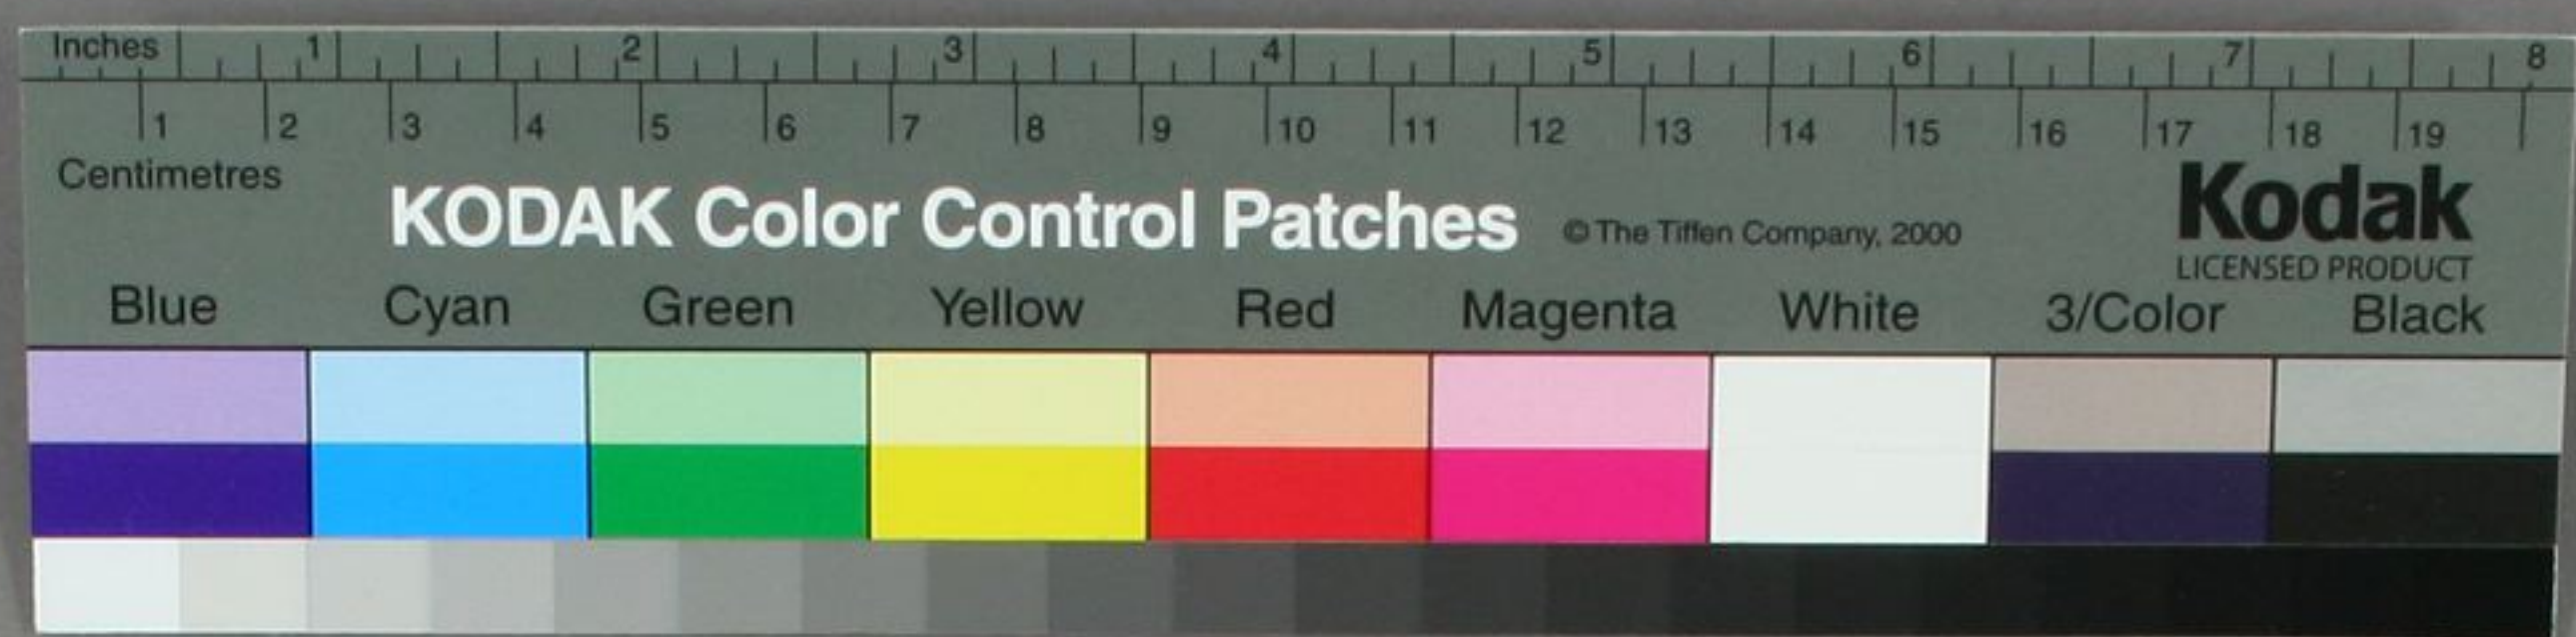 Inches 1 2 3 4 5 6 7 8
1 2 3 4 5 6 7 8 9 10 11 12 13 14 15 16 17 18 19
Centimetres
KODAK Color Control Patches © The Tiffen Company, 2000
Kodak
LICENSED PRODUCT
Blue Cyan Green Yellow Red Magenta White 3/Color Black